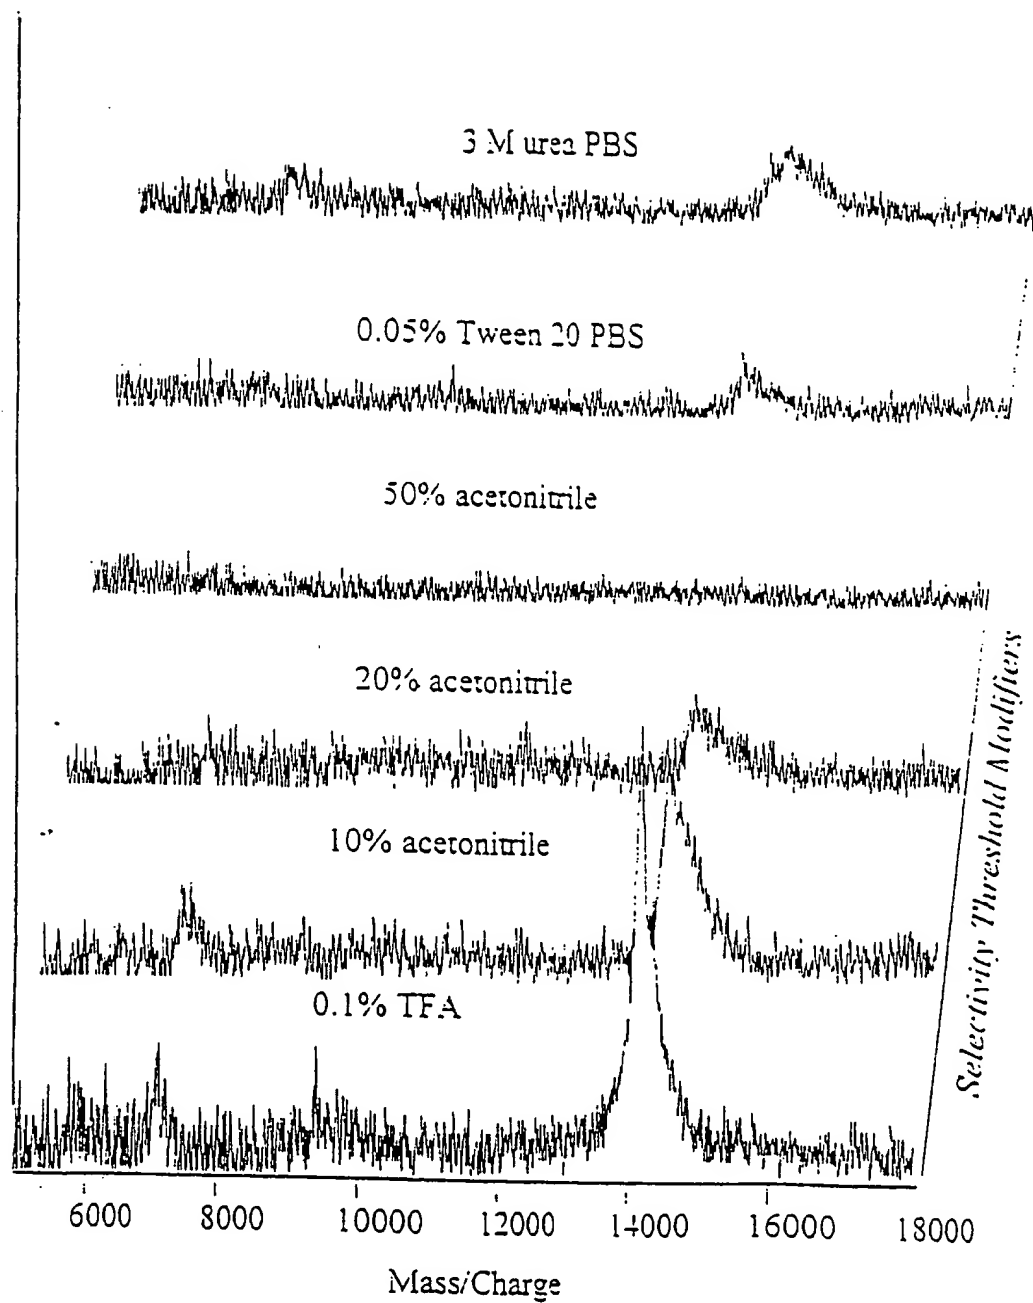 3 M urea PBS
0.05% Tween 20 PBS
50% acetonitrile
20% acetonitrile
10% acetonitrile
0.1% TFA
Selectivity Threshold Modifiers
6000 8000 10000 12000 14000 16000 18000
Mass/Charge